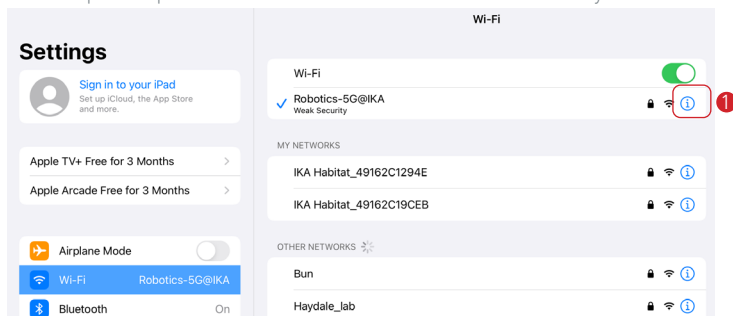 Wi-Fi
Settings
Sign in to your iPad
Set up iCloud, the App Store
and more.
Apple TV+ Free for 3 Months
Apple Arcade Free for 3 Months
Airplane Mode
Wi-Fi Robotics-5G@IKA
Bluetooth On
Wi-Fi
Robotics-5G@IKA
Weak Security
1
MY NETWORKS
IKA Habitat_49162C1294E
IKA Habitat_49162C19CEB
OTHER NETWORKS
Bun
Haydale_lab